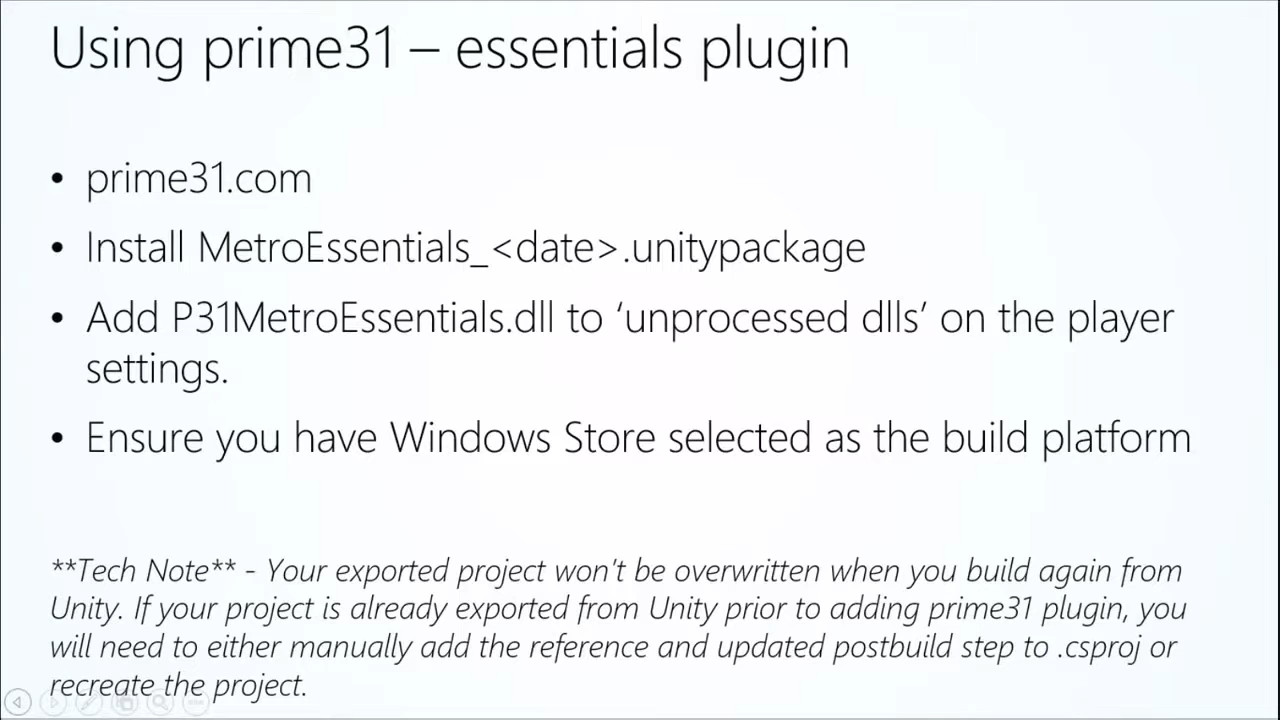 Using prime31 – essentials plugin
• prime31.com
• Install MetroEssentials_<date>.unitypackage
• Add P31MetroEssentials.dll to ‘unprocessed dlls’ on the player
settings.
• Ensure you have Windows Store selected as the build platform
**Tech Note** - Your exported project won't be overwritten when you build again from
Unity. If your project is already exported from Unity prior to adding prime31 plugin, you
will need to either manually add the reference and updated postbuild step to .csproj or
recreate the project.